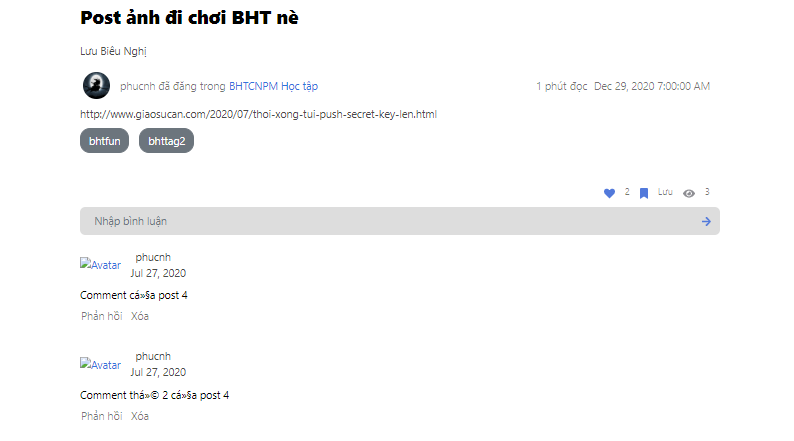 Post ảnh đi chơi BHT nè
Lưu Biểu Nghị
phucnh đã đăng trong BHTCNPM Học tập
1 phút đọc Dec 29, 2020 7:00:00 AM
http://www.giaosucan.com/2020/07/thoi-xong-tui-push-secret-key-len.html
bhtfun bhttag2
2 Lưu 3
Nhập bình luận
Avatar
phucnh
Jul 27, 2020
Comment cá»§a post 4
Phản hồi Xóa
Avatar
phucnh
Jul 27, 2020
Comment thá»© 2 cá»§a post 4
Phản hồi Xóa